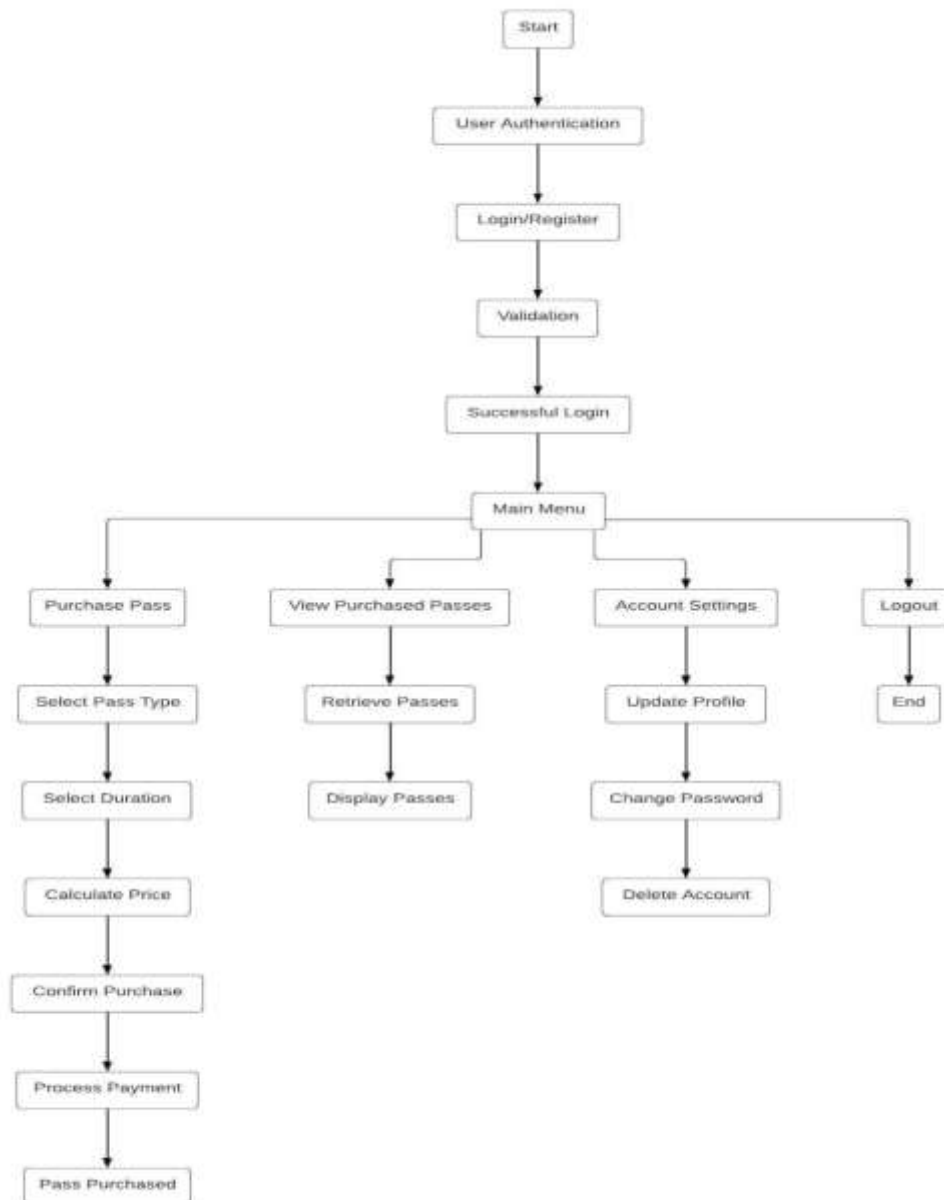 Start
User Authentication
Login/Register
Validation
Successful Login
Main Menu
Purchase Pass
View Purchased Passes
Account Settings
Logout
Select Pass Type
Retrieve Passes
Update Profile
End
Select Duration
Display Passes
Change Password
Calculate Price
Delete Account
Confirm Purchase
Process Payment
Pass Purchased